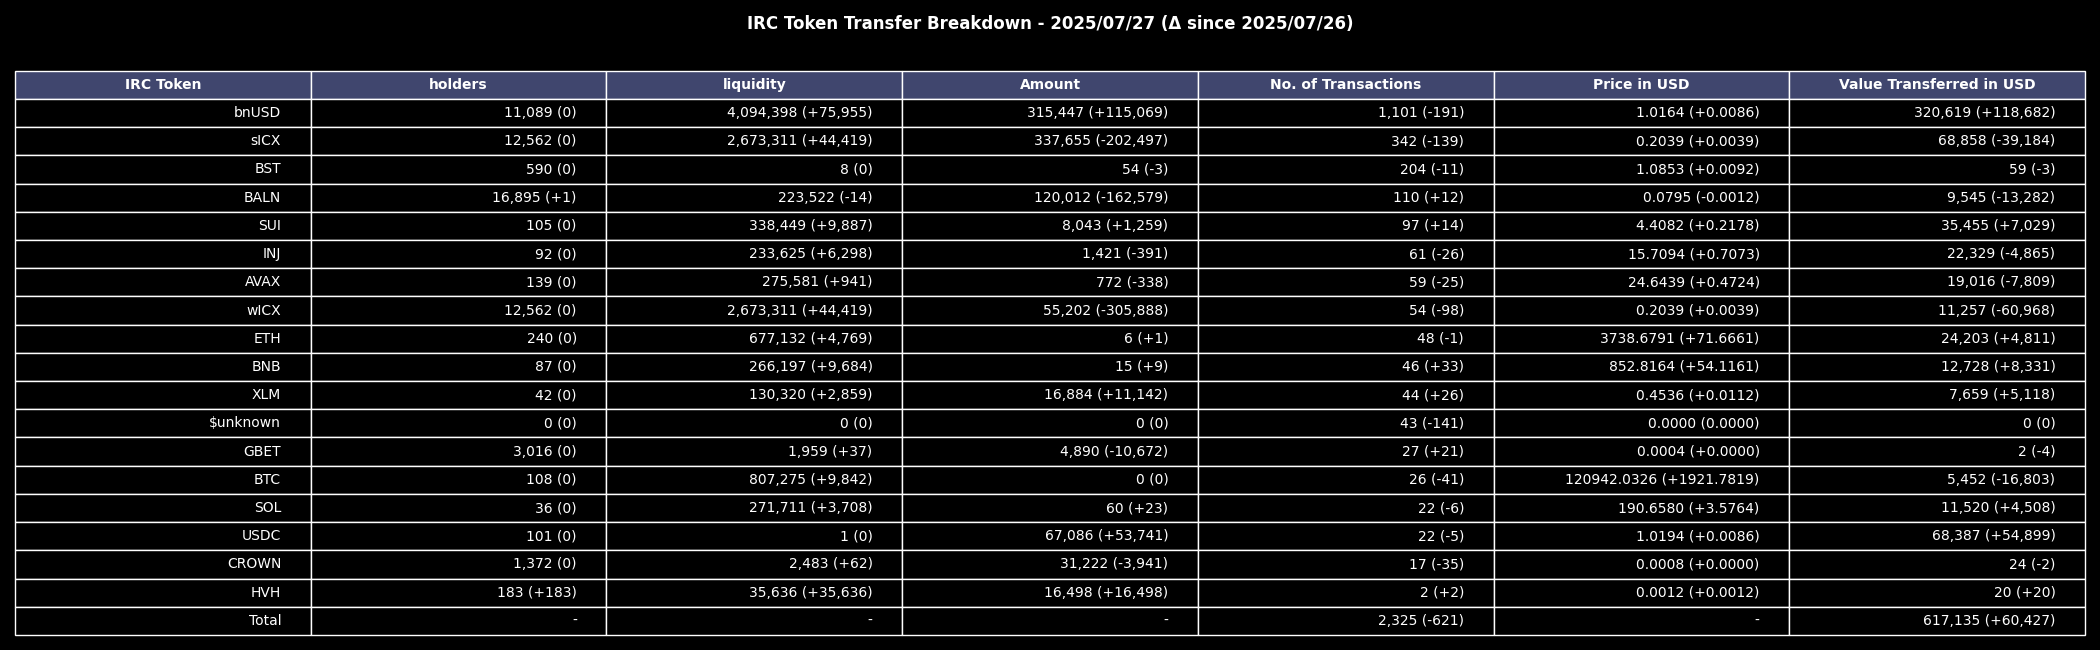 IRC Token Transfer Breakdown - 2025/07/27 (Δ since 2025/07/26)
IRC Token holders liquidity Amount No. of Transactions Price in USD Value Transferred in USD
bnUSD 11,089 (0) 4,094,398 (+75,955) 315,447 (+115,069) 1,101 (-191) 1.0164 (+0.0086) 320,619 (+118,682)
sICX 12,562 (0) 2,673,311 (+44,419) 337,655 (-202,497) 342 (-139) 0.2039 (+0.0039) 68,858 (-39,184)
BST 590 (0) 8 (0) 54 (-3) 204 (-11) 1.0853 (+0.0092) 59 (-3)
BALN 16,895 (+1) 223,522 (-14) 120,012 (-162,579) 110 (+12) 0.0795 (-0.0012) 9,545 (-13,282)
SUI 105 (0) 338,449 (+9,887) 8,043 (+1,259) 97 (+14) 4.4082 (+0.2178) 35,455 (+7,029)
INJ 92 (0) 233,625 (+6,298) 1,421 (-391) 61 (-26) 15.7094 (+0.7073) 22,329 (-4,865)
AVAX 139 (0) 275,581 (+941) 772 (-338) 59 (-25) 24.6439 (+0.4724) 19,016 (-7,809)
wICX 12,562 (0) 2,673,311 (+44,419) 55,202 (-305,888) 54 (-98) 0.2039 (+0.0039) 11,257 (-60,968)
ETH 240 (0) 677,132 (+4,769) 6 (+1) 48 (-1) 3738.6791 (+71.6661) 24,203 (+4,811)
BNB 87 (0) 266,197 (+9,684) 15 (+9) 46 (+33) 852.8164 (+54.1161) 12,728 (+8,331)
XLM 42 (0) 130,320 (+2,859) 16,884 (+11,142) 44 (+26) 0.4536 (+0.0112) 7,659 (+5,118)
$unknown 0 (0) 0 (0) 0 (0) 43 (-141) 0.0000 (0.0000) 0 (0)
GBET 3,016 (0) 1,959 (+37) 4,890 (-10,672) 27 (+21) 0.0004 (+0.0000) 2 (-4)
BTC 108 (0) 807,275 (+9,842) 0 (0) 26 (-41) 120942.0326 (+1921.7819) 5,452 (-16,803)
SOL 36 (0) 271,711 (+3,708) 60 (+23) 22 (-6) 190.6580 (+3.5764) 11,520 (+4,508)
USDC 101 (0) 1 (0) 67,086 (+53,741) 22 (-5) 1.0194 (+0.0086) 68,387 (+54,899)
CROWN 1,372 (0) 2,483 (+62) 31,222 (-3,941) 17 (-35) 0.0008 (+0.0000) 24 (-2)
HVH 183 (+183) 35,636 (+35,636) 16,498 (+16,498) 2 (+2) 0.0012 (+0.0012) 20 (+20)
Total - - - 2,325 (-621) - 617,135 (+60,427)